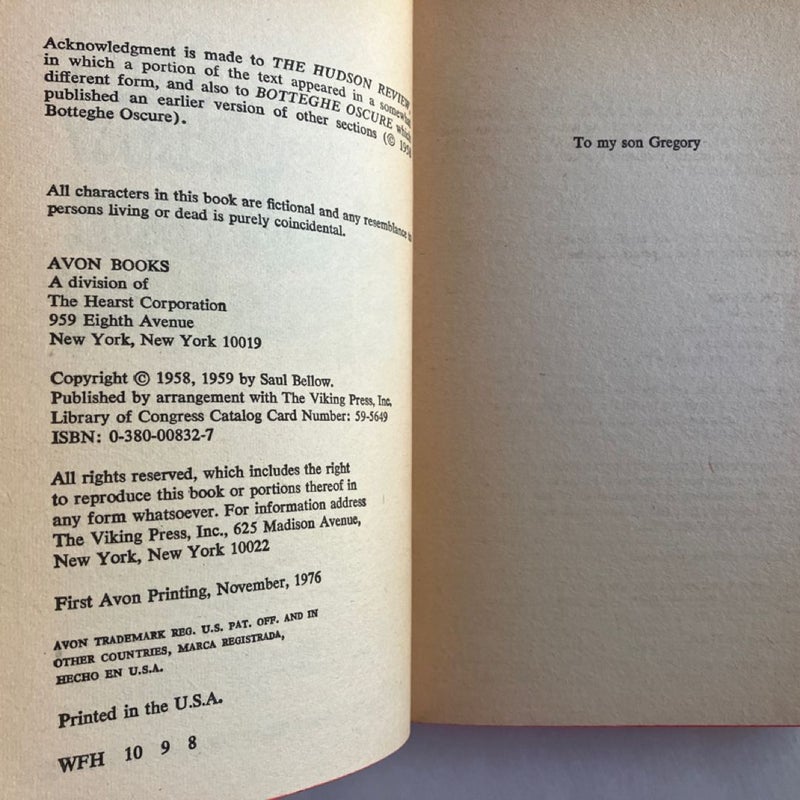 Acknowledgment is made to THE HUDSON REVIEW,
in which a portion of the text appeared in a somewhat
different form, and also to BOTTEGHE OSCURE which
published an earlier version of other sections (© 1958
Botteghe Oscure).
All characters in this book are fictional and any resemblance to
persons living or dead is purely coincidental.
AVON BOOKS
A division of
The Hearst Corporation
959 Eighth Avenue
New York, New York 10019
Copyright © 1958, 1959 by Saul Bellow.
Published by arrangement with The Viking Press, Inc.
Library of Congress Catalog Card Number: 59-5649
ISBN: 0-380-00832-7
All rights reserved, which includes the right
to reproduce this book or portions thereof in
any form whatsoever. For information address
The Viking Press, Inc., 625 Madison Avenue,
New York, New York 10022
First Avon Printing, November, 1976
AVON TRADEMARK REG. U.S. PAT. OFF. AND IN
OTHER COUNTRIES, MARCA REGISTRADA,
HECHO EN U.S.A.
Printed in the U.S.A.
WFH 10 9 8
To my son Gregory